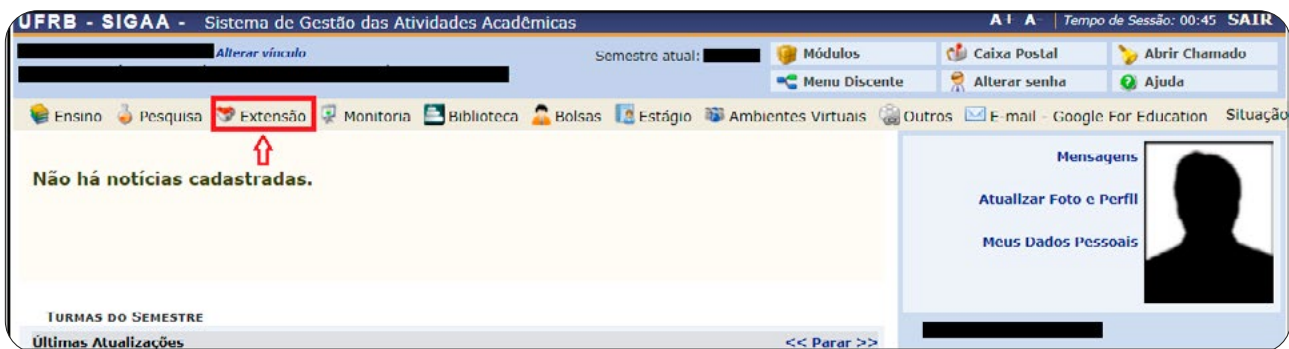 UFRB - SIGAA - Sistema de Gestão das Atividades Acadêmicas A+ A- | Tempo de Sessão: 00:45 SAIR
Alterar vínculo Semestre atual: Módulos Caixa Postal Abrir Chamado
Menu Discente Alterar senha Ajuda
Ensino Pesquisa Extensão Monitoria Biblioteca Bolsas Estágio Ambientes Virtuais Outros E-mail - Google For Education Situação
Não há notícias cadastradas.
Mensagens
Atualizar Foto e Perfil
Meus Dados Pessoais
TURMAS DO SEMESTRE
Últimas Atualizações << Parar >>